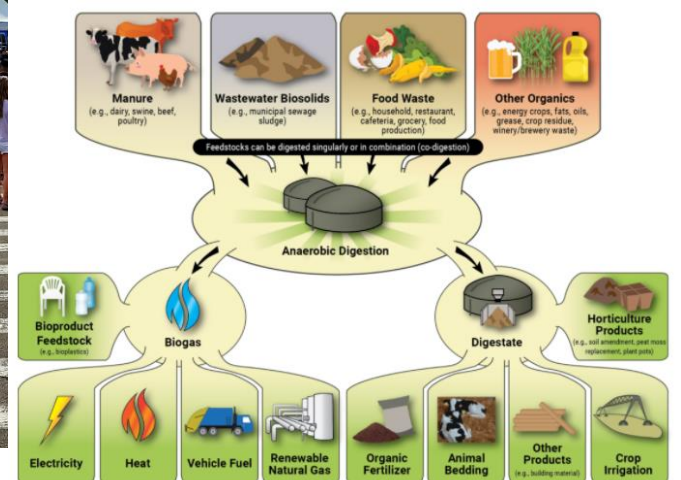 Manure
(e.g., dairy, swine, beef,
poultry)
Wastewater Biosolids
(e.g., municipal sewage
sludge)
Food Waste
(e.g., household, restaurant,
cafeteria, grocery, food
production)
Other Organics
(e.g., energy crops, fats, oils,
grease, crop residue,
winery/brewery waste)
Feedstocks can be digested singularly or in combination (co-digestion)
Anaerobic Digestion
Bioproduct
Feedstock
(e.g., bioplastics)
Biogas
Digestate
Horticulture
Products
(e.g., soil amendment, peat moss
replacement, plant pots)
Electricity
Heat
Vehicle Fuel
Renewable
Natural Gas
Organic
Fertilizer
Animal
Bedding
Other
Products
(e.g., building material)
Crop
Irrigation